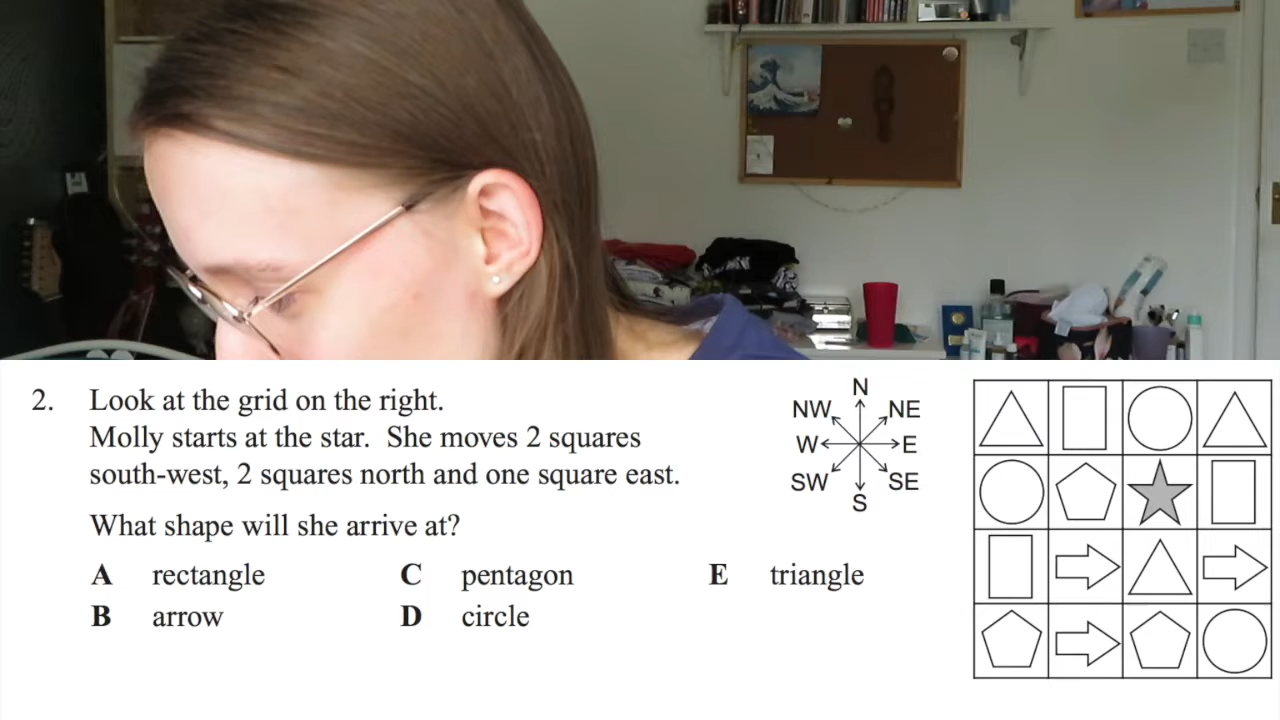 2. Look at the grid on the right.
Molly starts at the star. She moves 2 squares
south-west, 2 squares north and one square east.
What shape will she arrive at?
A rectangle C pentagon E triangle
B arrow D circle
N
NW NE
W E
SW SE
S